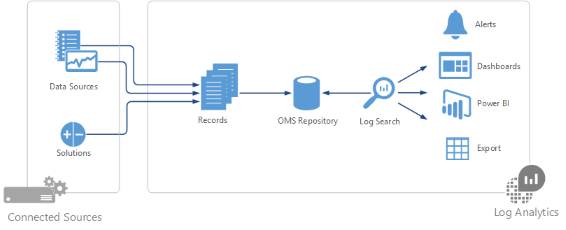 Data Sources
Solutions
Connected Sources
Records
OMS Repository
Log Search
Alerts
Dashboards
Power BI
Export
Log Analytics